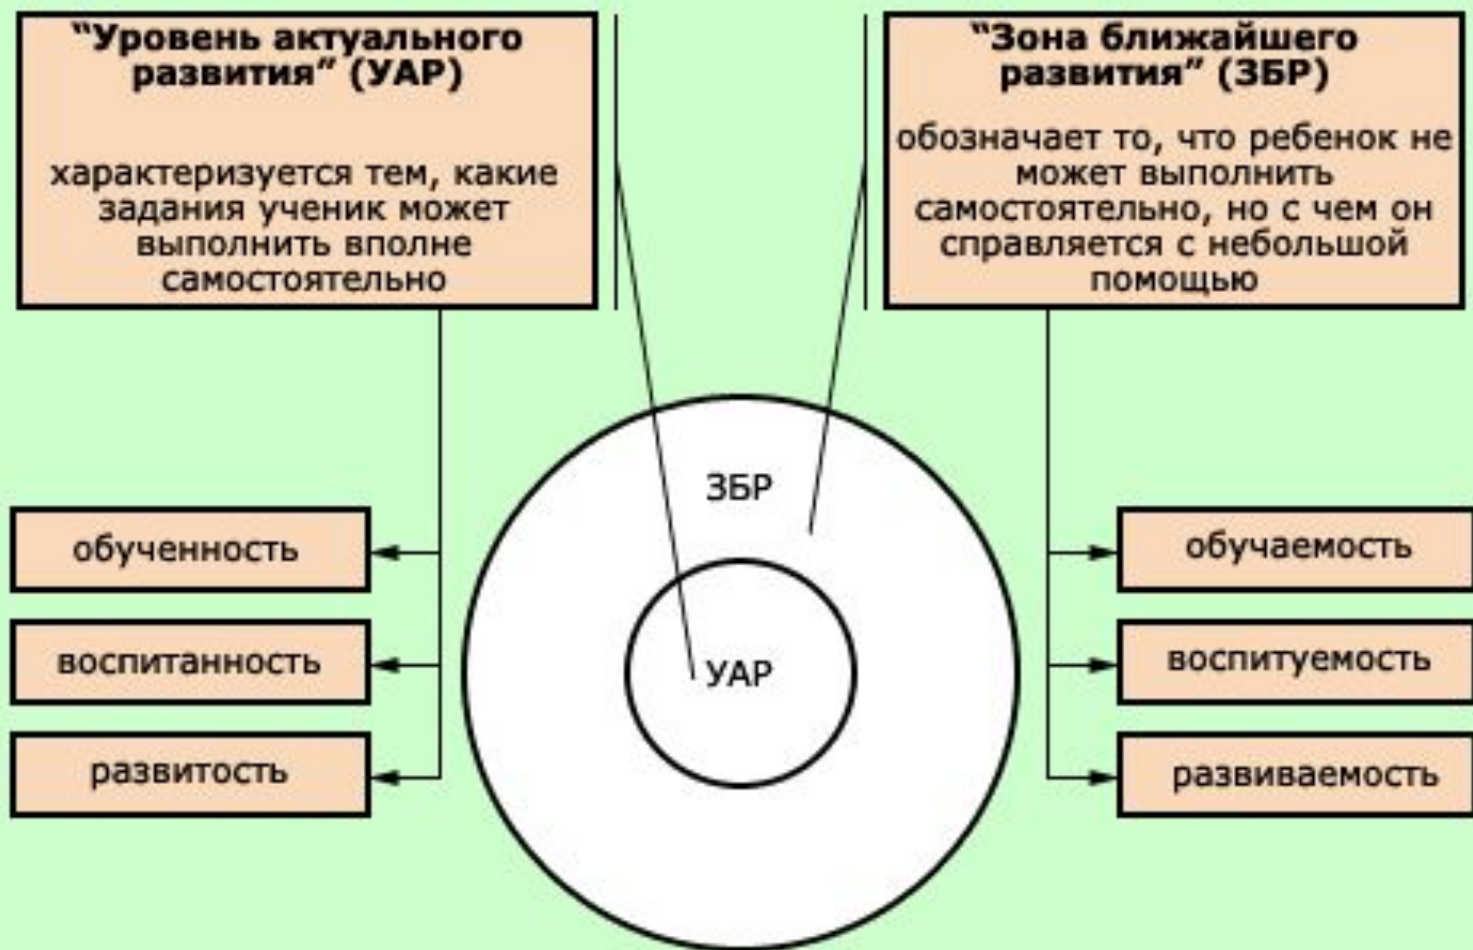 “Уровень актуального
развития” (УАР)
характеризуется тем, какие
задания ученик может
выполнить вполне
самостоятельно
“Зона ближайшего
развития” (ЗБР)
обозначает то, что ребенок не
может выполнить
самостоятельно, но с чем он
справляется с небольшой
помощью
ЗБР
УАР
обученность
воспитанность
развитость
обучаемость
воспитуемость
развиваемость